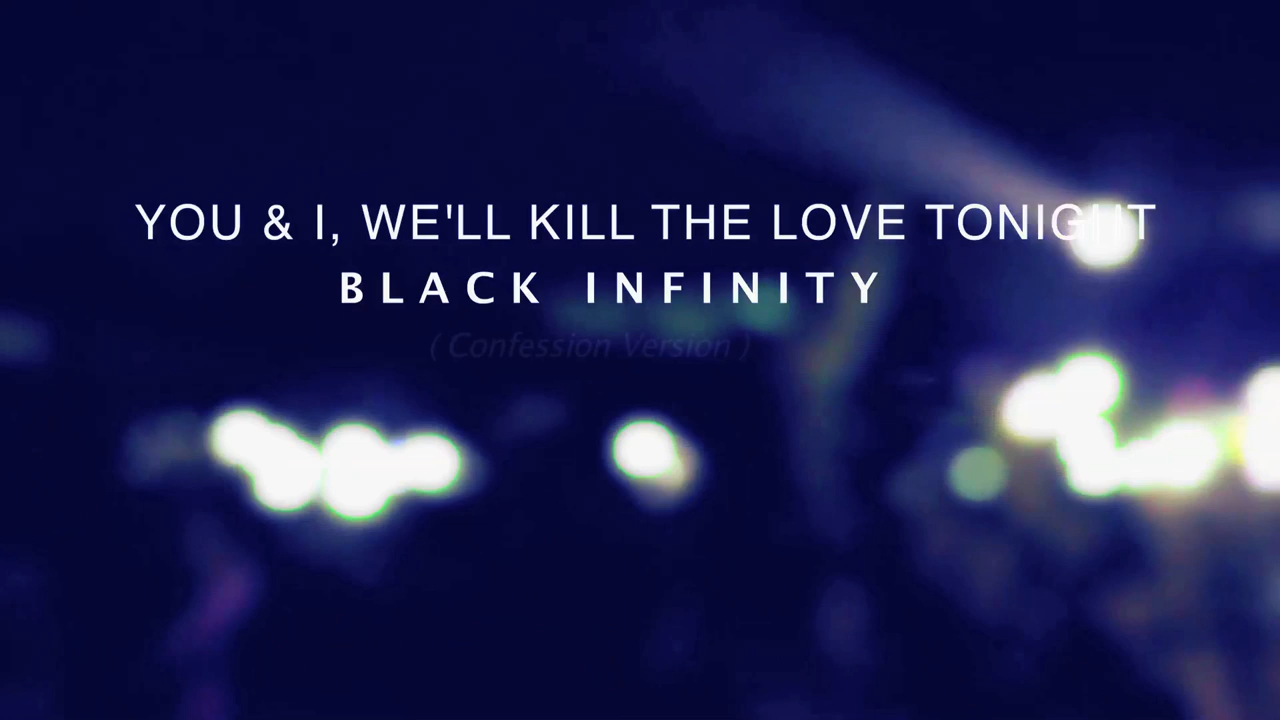 YOU & I, WE'LL KILL THE LOVE TONIGHT
BLACK INFINITY
( Confession Version )